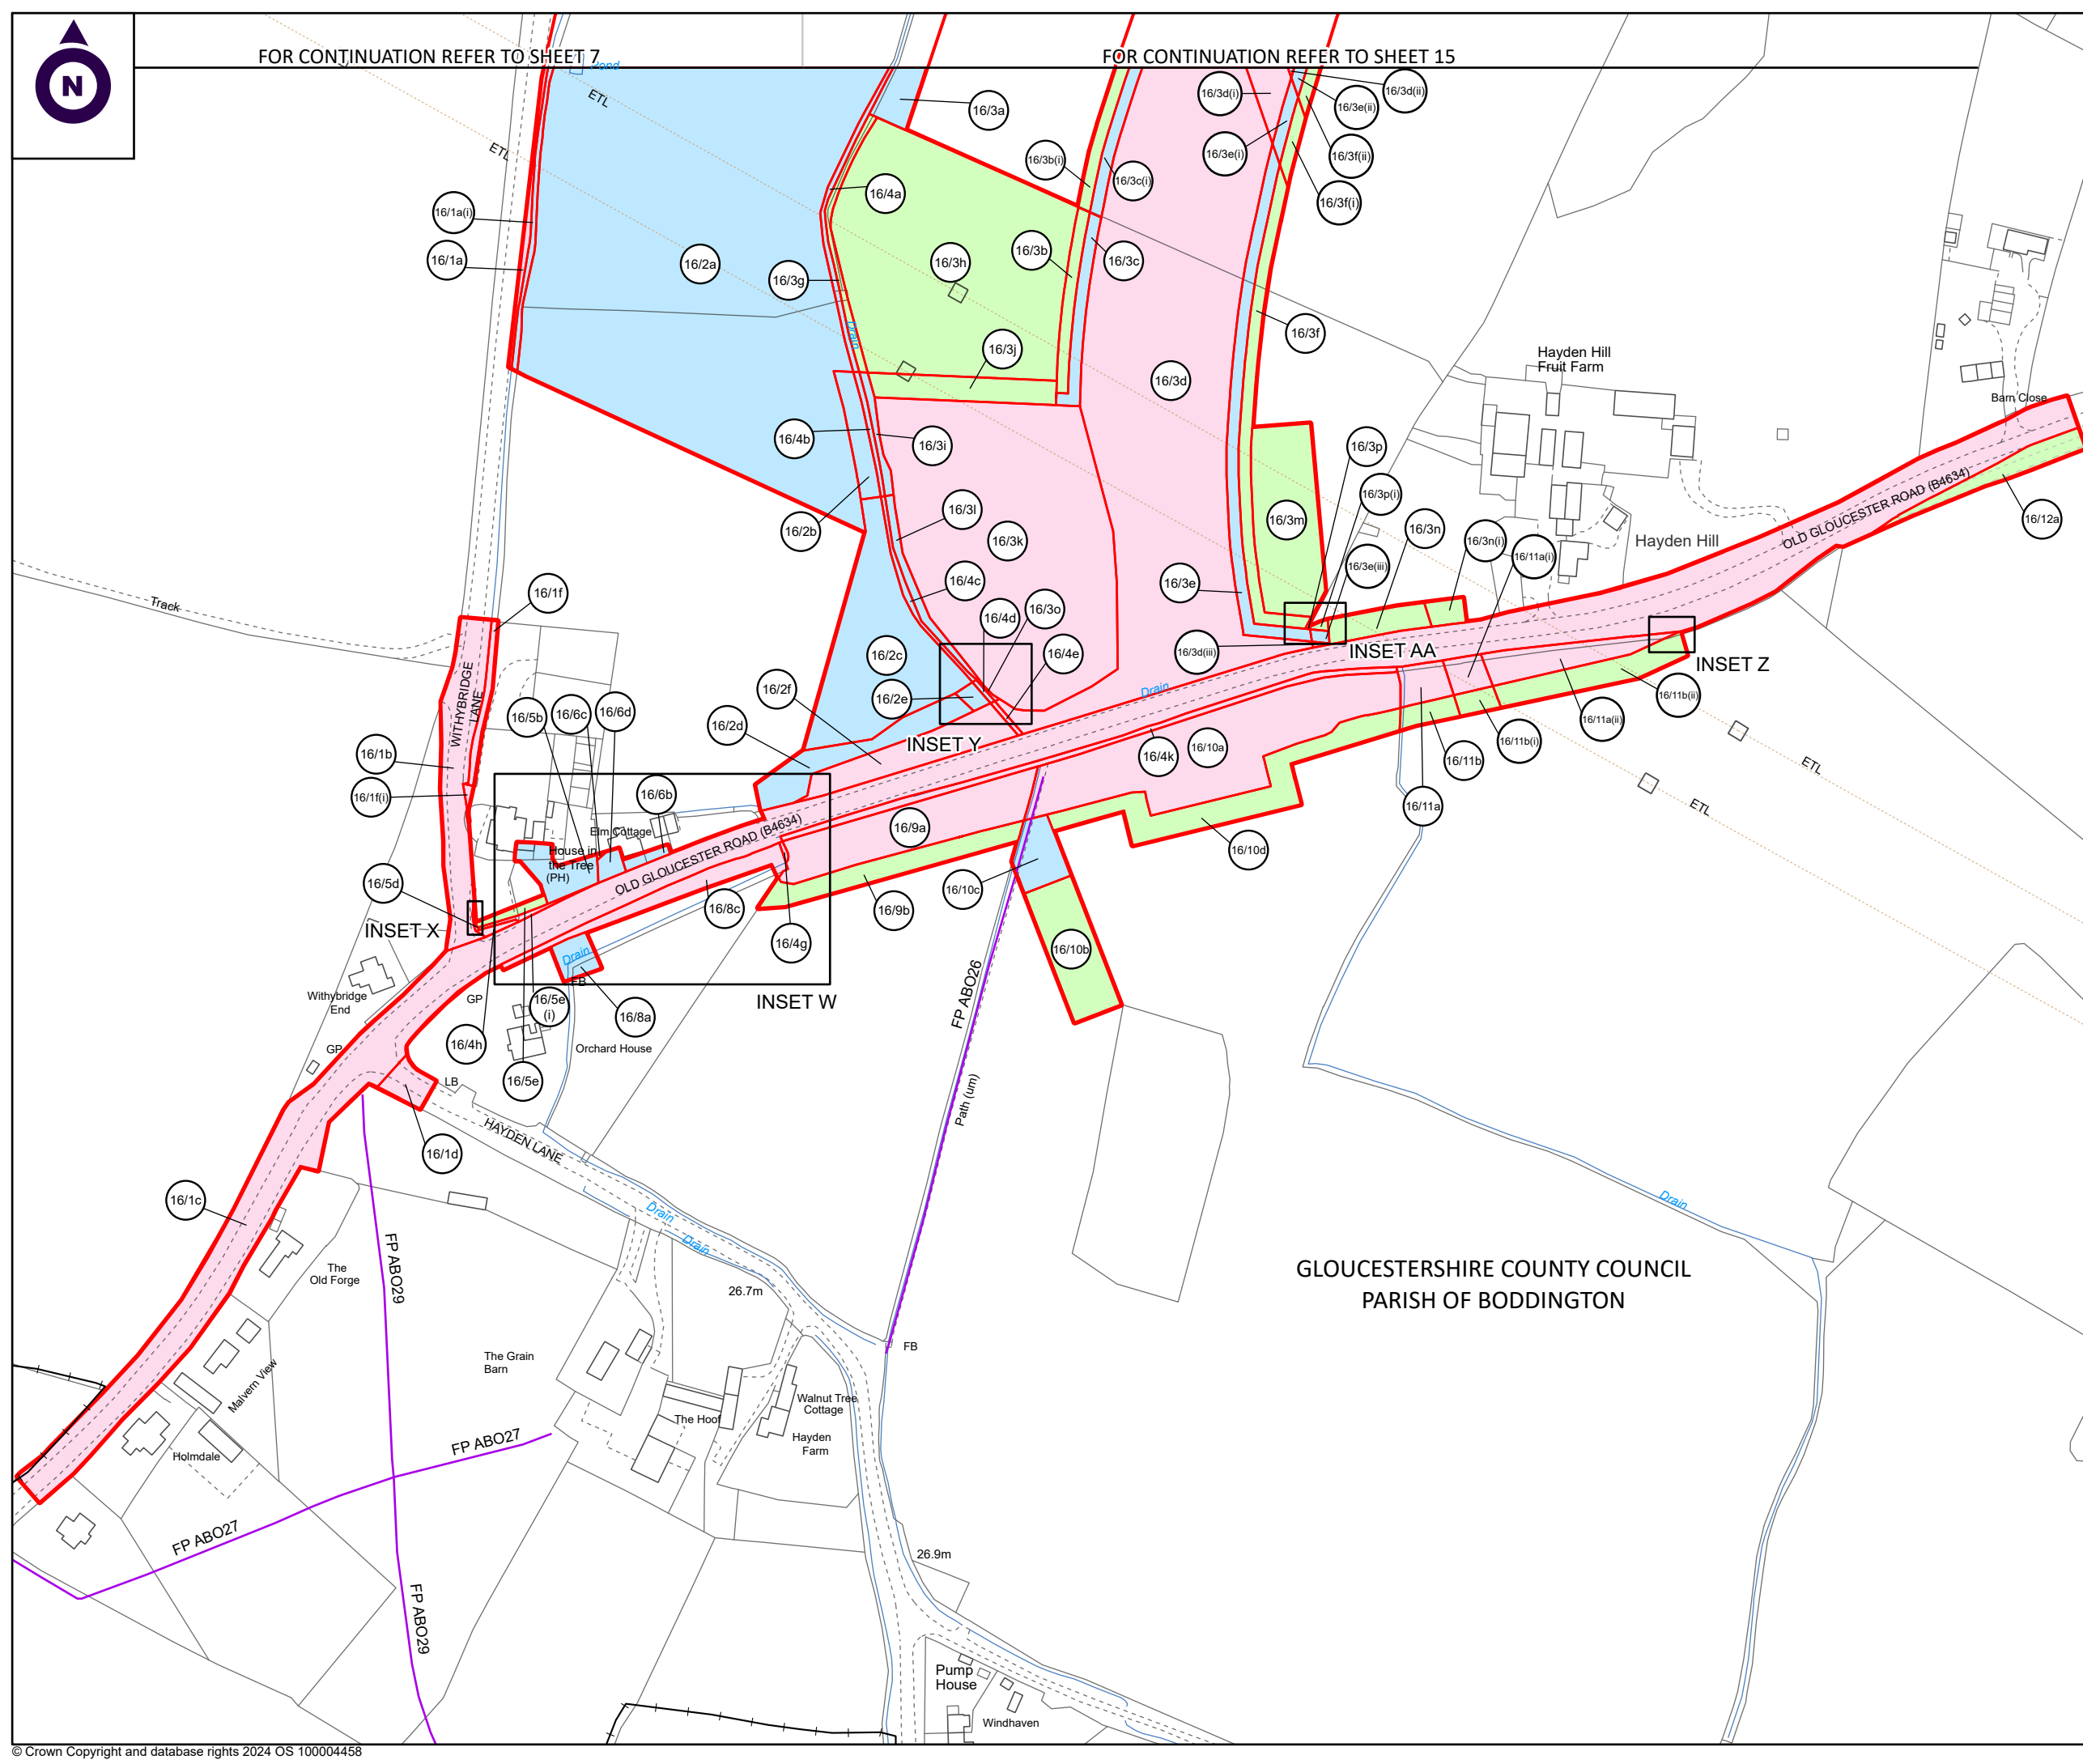 N
FOR CONTINUATION REFER TO SHEET 7
FOR CONTINUATION REFER TO SHEET 15
Pond
ETL
ETL
16/3a
16/3d(i)
16/3d(ii)
16/3e(ii)
16/3b(i)
16/3c(i)
16/3e(i)
16/3f(ii)
16/3f(i)
16/4a
16/1a(i)
16/1a
16/2a
16/3g
16/3h
16/3b
16/3c
16/3f
Drain
16/3j
16/3d
Hayden Hill
Fruit Farm
Barn Close
16/4b
16/3i
16/3p
16/3p(i)
16/2b
16/3l
16/3k
16/3m
16/3n
16/3n(i)
16/11a(i)
Hayden Hill
OLD GLOUCESTER ROAD (B4634)
16/12a
16/3e(iii)
16/3e
16/4c
16/4d
16/3o
16/4e
16/3d(iii)
INSET AA
INSET Z
Track
16/1f
WITHYBRIDGE
LANE
16/2c
16/2e
16/2f
16/2d
INSET Y
Drain
16/11b(ii)
16/11a(ii)
16/11b(i)
16/11b
16/11a
ETL
ETL
16/5b
16/6c
16/6d
16/1b
16/1f(i)
16/6b
16/4k
16/10a
Elm Cottage
House in
the Tree
(PH)
OLD GLOUCESTER ROAD (B4634)
16/9a
16/10d
16/5d
16/8c
16/9b
16/10c
INSET X
16/4g
16/10b
Drain
FB
INSET W
Withybridge
End
GP
GP
16/5e
(i)
16/8a
16/4h
Orchard House
16/5e
LB
FP ABO26
Path (um)
HAYDEN LANE
16/1d
16/1c
Drain
Drain
Drain
FP ABO29
The
Old Forge
26.7m
GLOUCESTERSHIRE COUNTY COUNCIL
PARISH OF BODDINGTON
The Grain
Barn
FB
Malvern View
Walnut Tree
Cottage
The Hoof
Hayden
Farm
FP ABO27
Holmdale
FP ABO27
26.9m
FP ABO29
Pump
House
Windhaven
© Crown Copyright and database rights 2024 OS 100004458